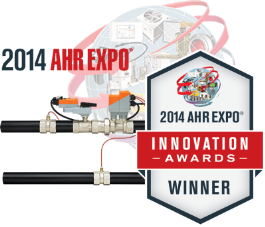 2014 AHR EXPO®
2014 AHR EXPO®
INNOVATION
AWARDS
WINNER